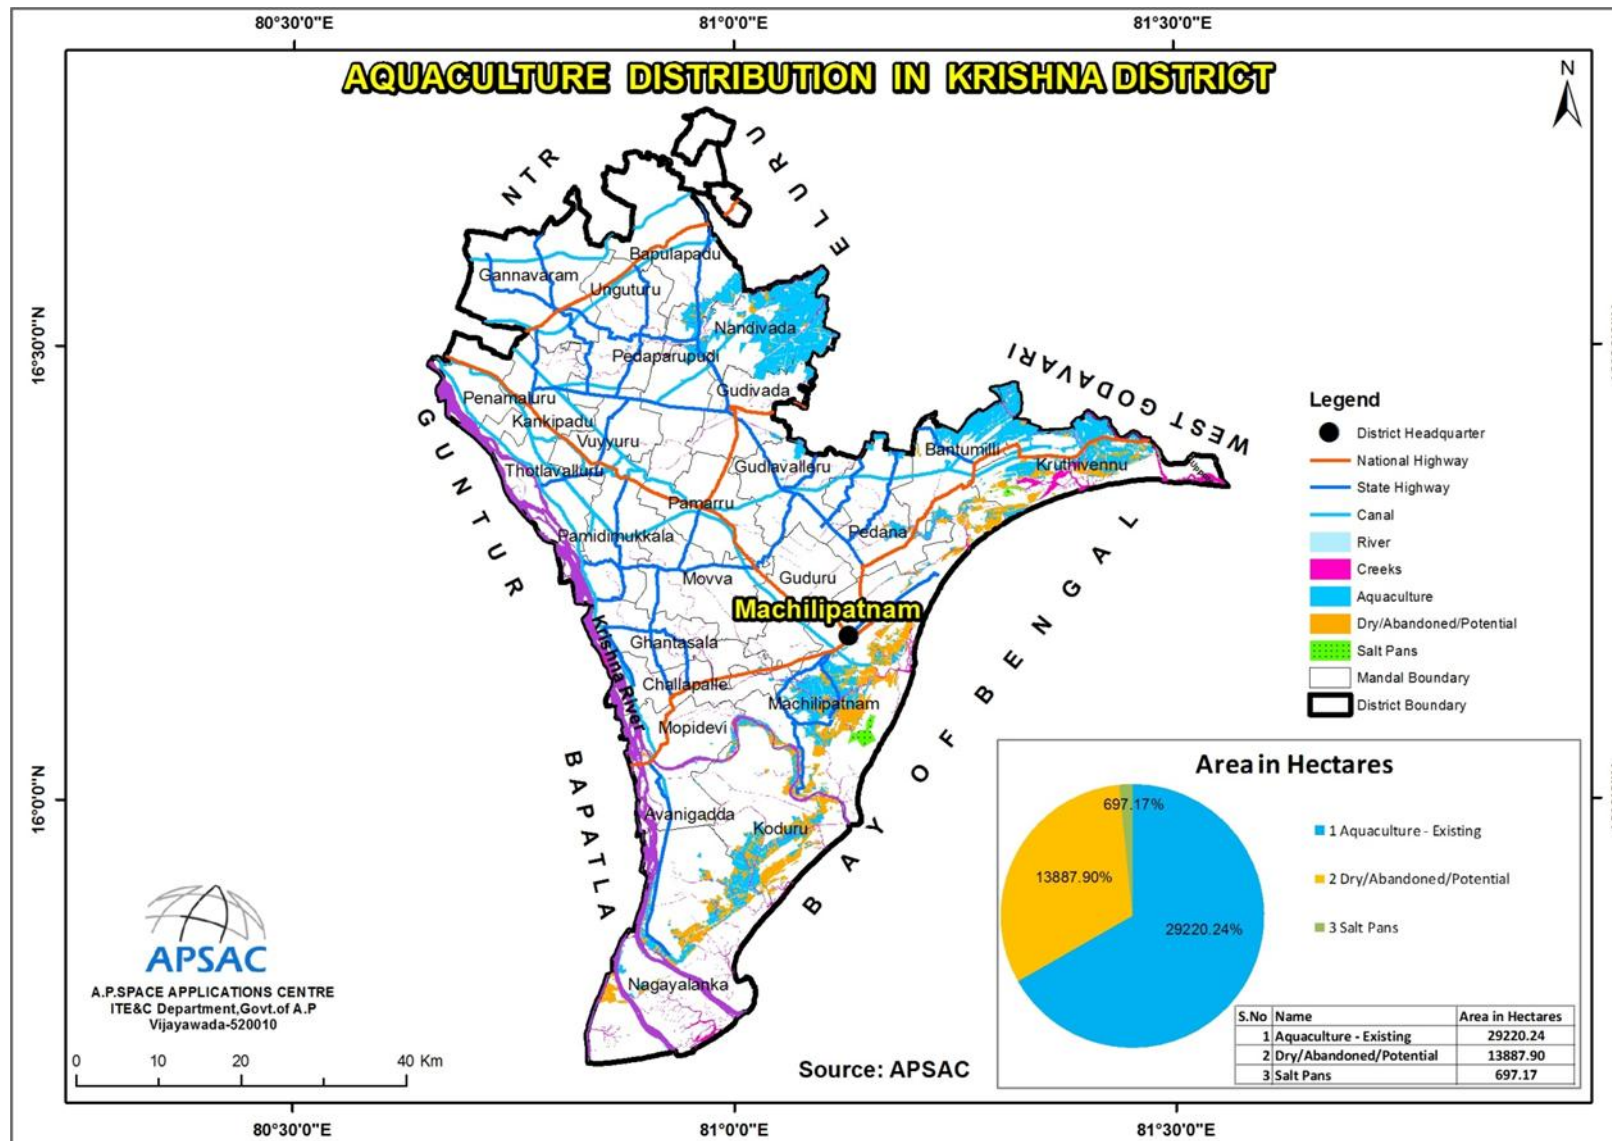 80°30'0"E 81°0'0"E 81°30'0"E
AQUACULTURE DISTRIBUTION IN KRISHNA DISTRICT
N
NTR
ELURU
Bapulapadu
Gannavaram
Unguturu
Nandivada
16°30'0"N
Pedaparupudi
WEST GODAVARI
Gudivada
Penamaluru
Kankipadu
Vuyyuru
GUNTUR
Bantumilli
Gudlavalleru
Kruthivennu
Thotlavalluru
Pamarru
Pedana
Pamidimukkala
Movva
Guduru
Machilipatnam
Krishna River
Ghantasala
Challapalle
Machilipatnam
Mopidevi
BAY OF BENGAL
BAPATLA
16°0'0"N
Avanigadda
Koduru
Nagayalanka
Legend
District Headquarter
National Highway
State Highway
Canal
River
Creeks
Aquaculture
Dry/Abandoned/Potential
Salt Pans
Mandal Boundary
District Boundary
Area in Hectares
697.17%
13887.90%
29220.24%
1 Aquaculture - Existing
2 Dry/Abandoned/Potential
3 Salt Pans
S.No Name Area in Hectares
1 Aquaculture - Existing 29220.24
2 Dry/Abandoned/Potential 13887.90
3 Salt Pans 697.17
APSAC
A.P.SPACE APPLICATIONS CENTRE
ITE&C Department,Govt.of A.P
Vijayawada-520010
0 10 20 40 Km
Source: APSAC
80°30'0"E 81°0'0"E 81°30'0"E